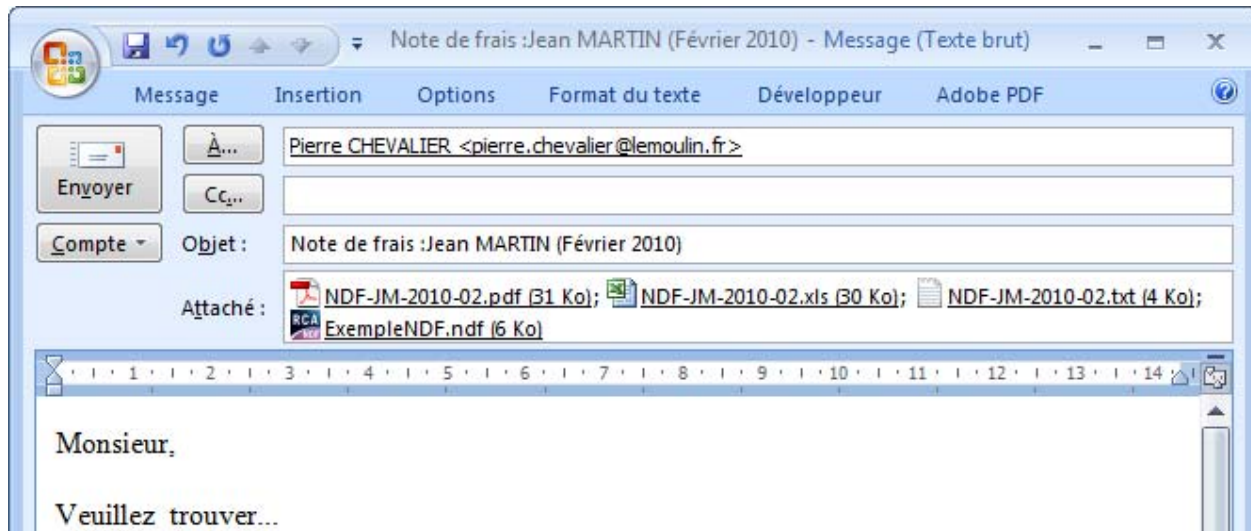 Note de frais :Jean MARTIN (Février 2010) - Message (Texte brut)
Message Insertion Options Format du texte Développeur Adobe PDF
À... Pierre CHEVALIER <pierre.chevalier@lemoulin.fr>
Envoyer
Cc...
Compte Objet : Note de frais :Jean MARTIN (Février 2010)
Attaché : NDF-JM-2010-02.pdf (31 Ko); NDF-JM-2010-02.xls (30 Ko); NDF-JM-2010-02.txt (4 Ko);
RCA NDF ExempleNDF.ndf (6 Ko)
1 2 3 4 5 6 7 8 9 10 11 12 13 14
Monsieur,
Veuillez trouver...